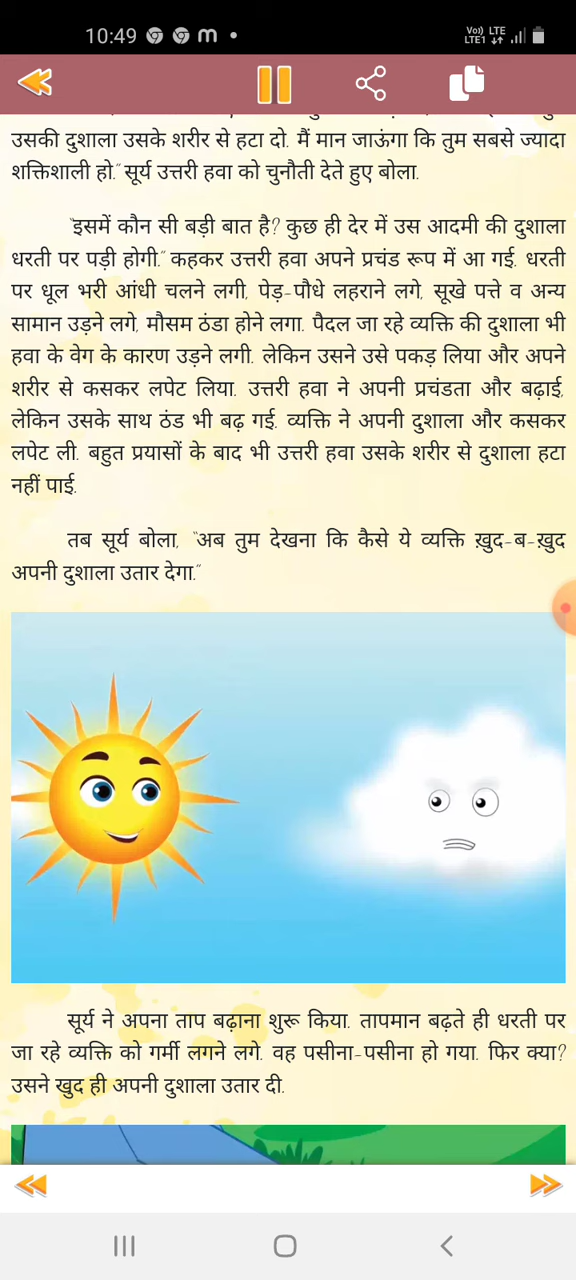 10:49
Vo) LTE
LTE1
उसकी दुशाला उसके शरीर से हटा दो. मैं मान जाऊंगा कि तुम सबसे ज्यादा
शक्तिशाली हो." सूर्य उत्तरी हवा को चुनौती देते हुए बोला.
"इसमें कौन सी बड़ी बात है? कुछ ही देर में उस आदमी की दुशाला
धरती पर पड़ी होगी." कहकर उत्तरी हवा अपने प्रचंड रूप में आ गई. धरती
पर धूल भरी आंधी चलने लगी, पेड़-पौधे लहराने लगे, सूखे पत्ते व अन्य
सामान उड़ने लगे, मौसम ठंडा होने लगा. पैदल जा रहे व्यक्ति की दुशाला भी
हवा के वेग के कारण उड़ने लगी. लेकिन उसने उसे पकड़ लिया और अपने
शरीर से कसकर लपेट लिया. उत्तरी हवा ने अपनी प्रचंडता और बढ़ाई,
लेकिन उसके साथ ठंड भी बढ़ गई. व्यक्ति ने अपनी दुशाला और कसकर
लपेट ली. बहुत प्रयासों के बाद भी उत्तरी हवा उसके शरीर से दुशाला हटा
नहीं पाई.
तब सूर्य बोला, "अब तुम देखना कि कैसे ये व्यक्ति ख़ुद-ब-ख़ुद
अपनी दुशाला उतार देगा."
सूर्य ने अपना ताप बढ़ाना शुरू किया. तापमान बढ़ते ही धरती पर
जा रहे व्यक्ति को गर्मी लगने लगे. वह पसीना-पसीना हो गया. फिर क्या?
उसने खुद ही अपनी दुशाला उतार दी.